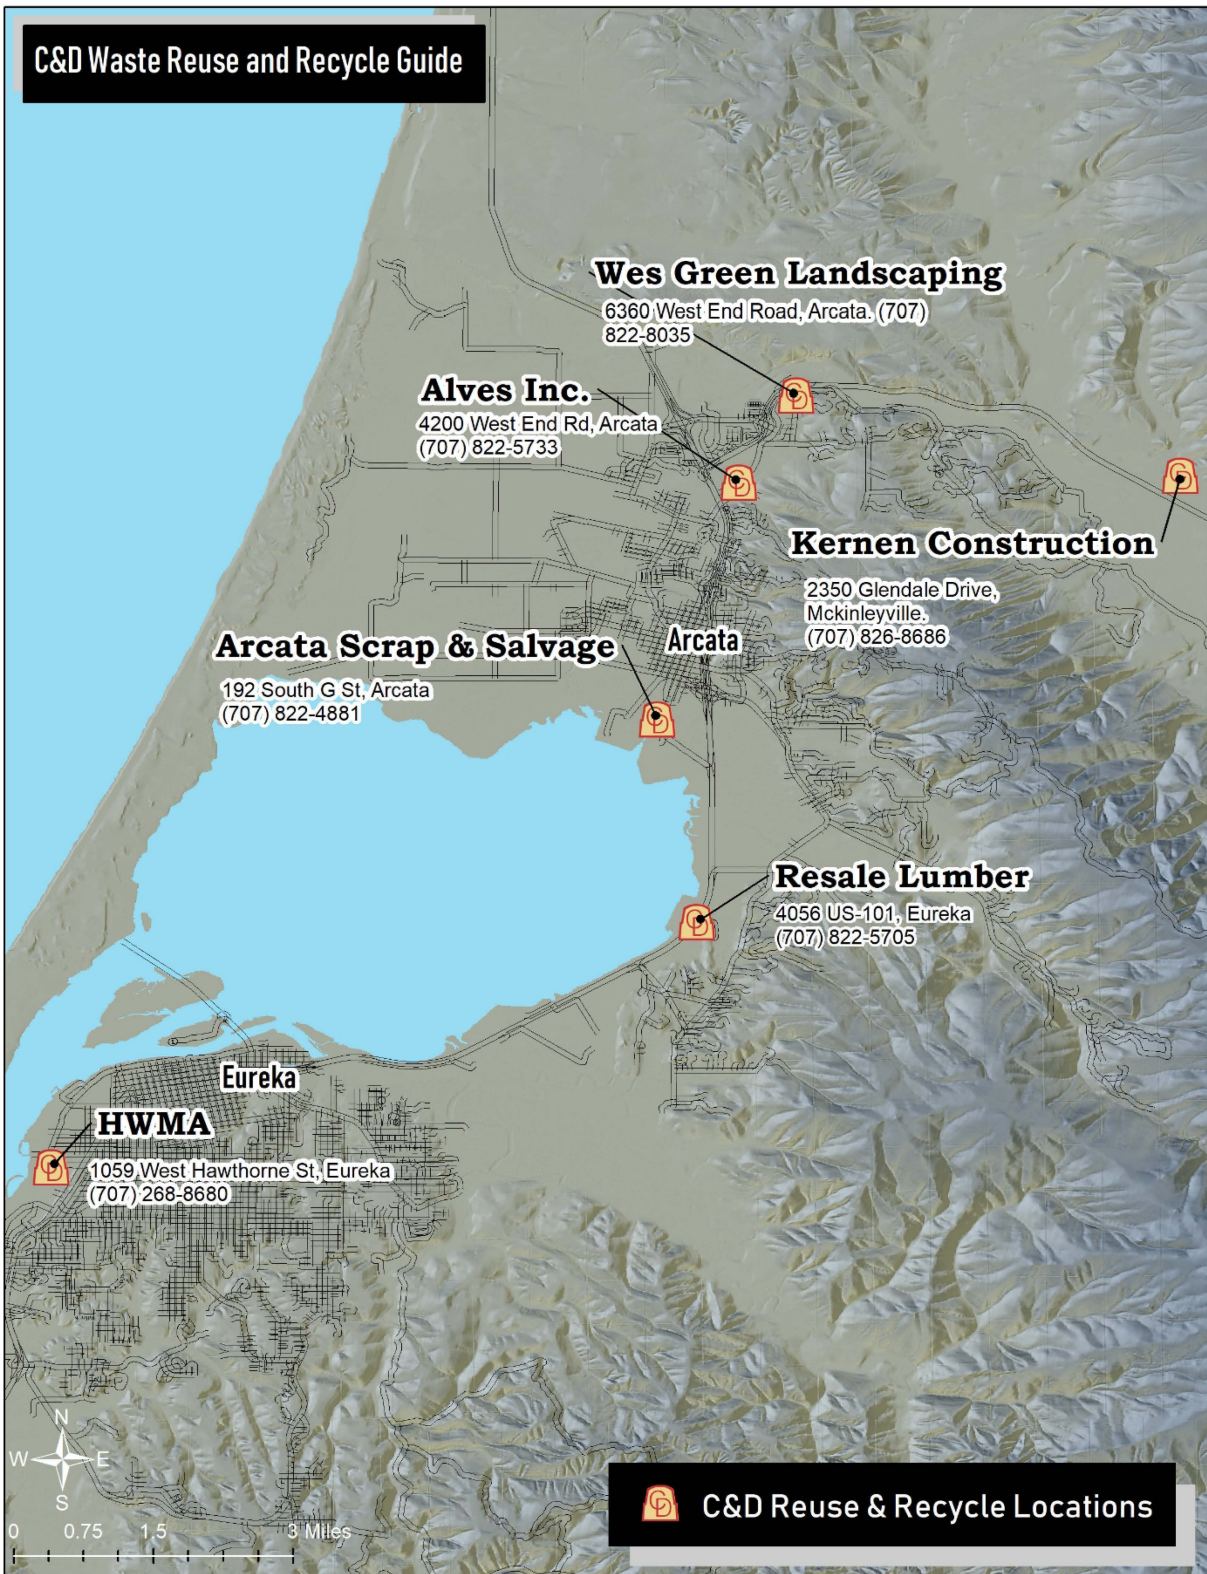 C&D Waste Reuse and Recycle Guide
Wes Green Landscaping
6360 West End Road, Arcata. (707)
822-8035
Alves Inc.
4200 West End Rd, Arcata
(707) 822-5733
Kernen Construction
2350 Glendale Drive,
Mckinleyville.
(707) 826-8686
Arcata
Arcata Scrap & Salvage
192 South G St, Arcata
(707) 822-4881
Resale Lumber
4056 US-101, Eureka
(707) 822-5705
Eureka
HWMA
1059 West Hawthorne St, Eureka
(707) 268-8680
N
W E
S
0 0.75 1.5 3 Miles
CD C&D Reuse & Recycle Locations